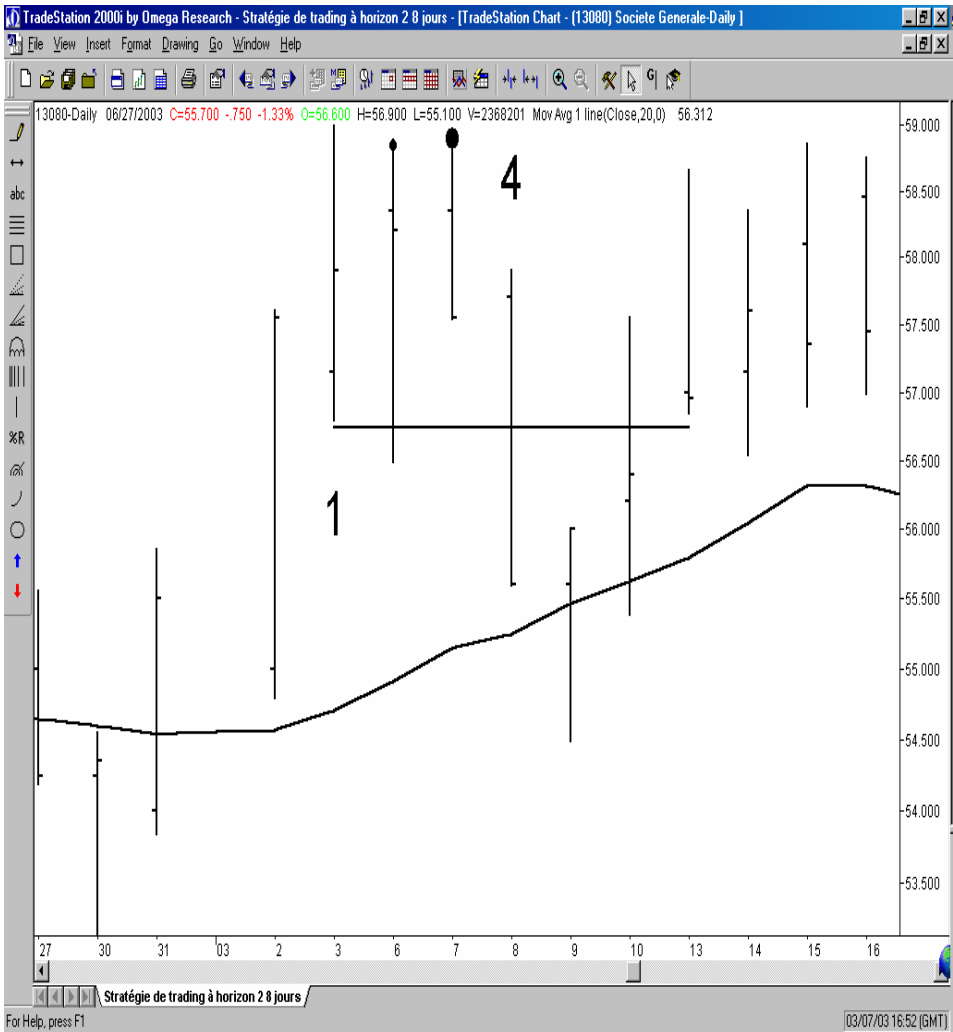 TradeStation 2000i by Omega Research - Stratégie de trading à horizon 2 8 jours - [TradeStation Chart - (13080) Societe Generale-Daily ]
File View Insert Format Drawing Go Window Help
13080-Daily 06/27/2003 C=55.700 -.750 -1.33% O=56.600 H=56.900 L=55.100 V=2368201 Mov Avg 1 line(Close,20,0) 56.312
abc
%R
4
1
59.000
58.500
58.000
57.500
57.000
56.500
56.000
55.500
55.000
54.500
54.000
53.500
27 30 31 03 2 3 6 7 8 9 10 13 14 15 16
Stratégie de trading à horizon 2 8 jours
For Help, press F1
03/07/03 16:52 (GMT)